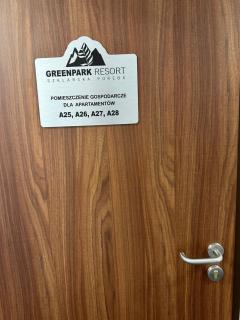 GREENPARK RESORT
SZKLARSKA PORĘBA
POMIESZCZENIE GOSPODARCZE
DLA APARTAMENTÓW
A25, A26, A27, A28